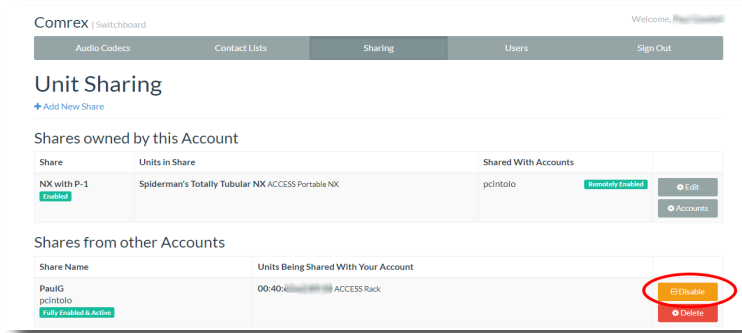 Comrex | Switchboard
Welcome,
Audio Codecs Contact Lists Sharing Users Sign Out
Unit Sharing
+ Add New Share
Shares owned by this Account
Share Units in Share Shared With Accounts
NX with P-1 Spiderman's Totally Tubular NX ACCESS Portable NX pcintolo Remotely Enabled Edit
Enabled
Accounts
Shares from other Accounts
Share Name Units Being Shared With Your Account
PaulG 00:40: ACCESS Rack Disable
pcintolo
Fully Enabled & Active Delete